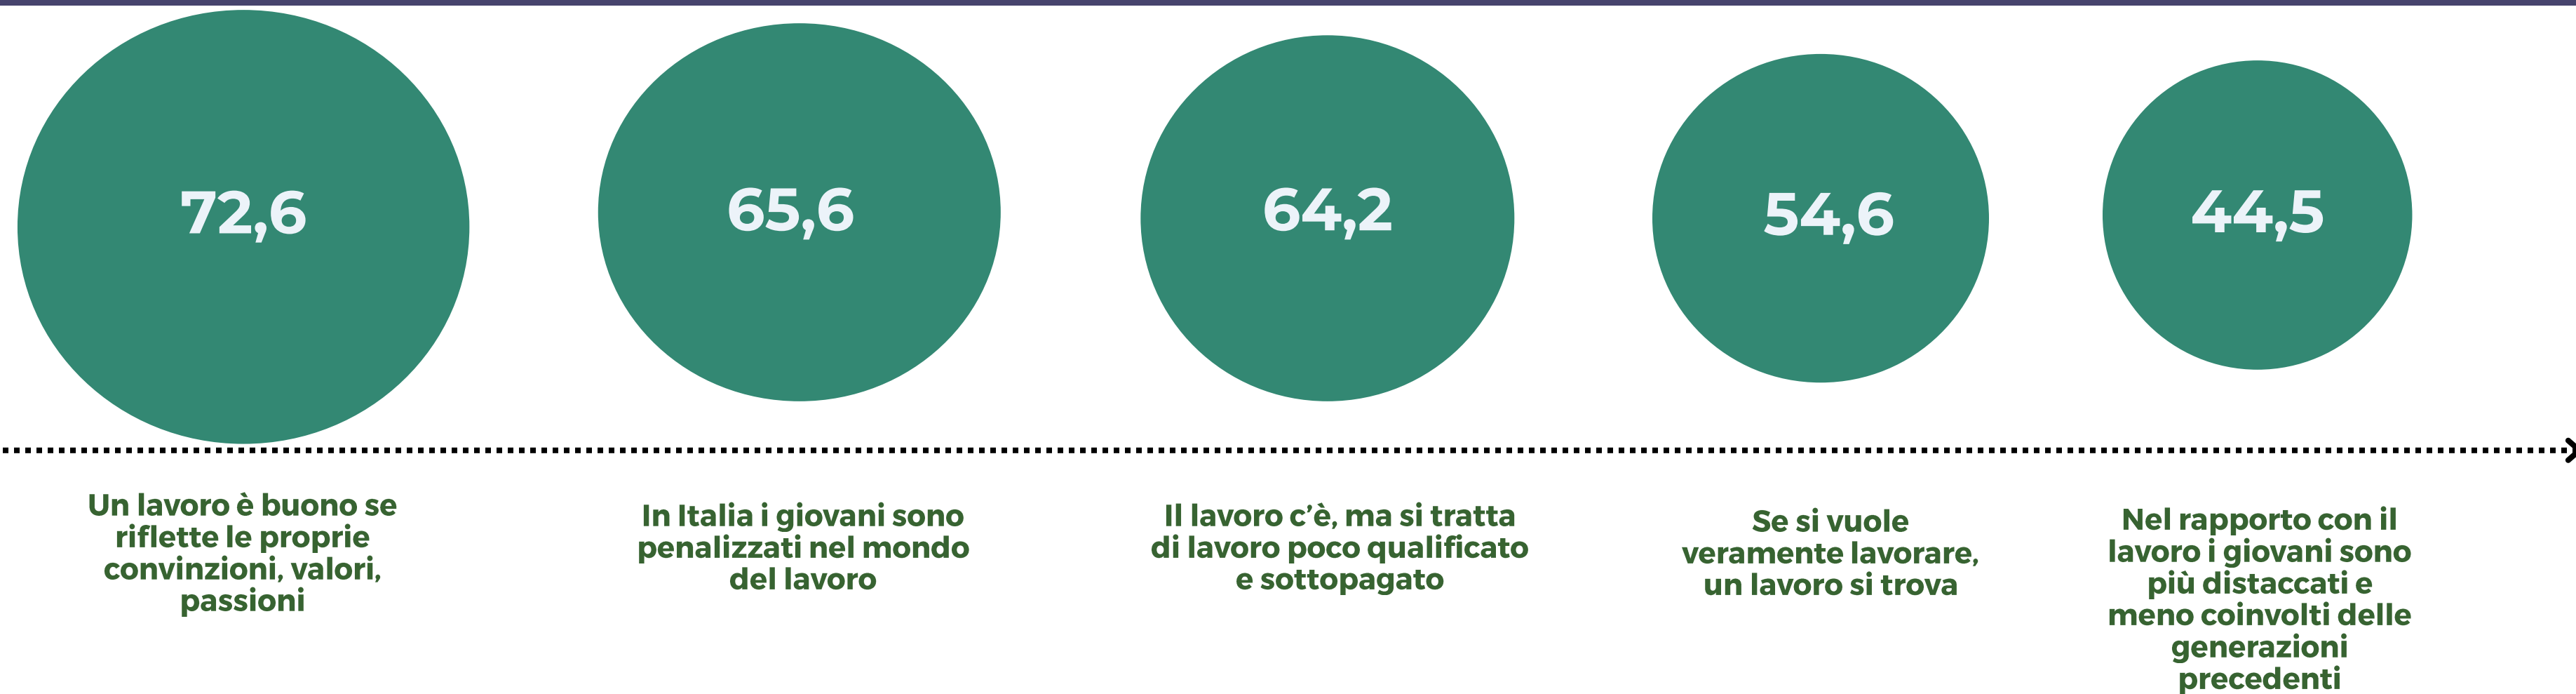 72,6
65,6
64,2
54,6
44,5
Un lavoro è buono se
riflette le proprie
convinzioni, valori,
passioni
In Italia i giovani sono
penalizzati nel mondo
del lavoro
Il lavoro c’è, ma si tratta
di lavoro poco qualificato
e sottopagato
Se si vuole
veramente lavorare,
un lavoro si trova
Nel rapporto con il
lavoro i giovani sono
più distaccati e
meno coinvolti delle
generazioni
precedenti